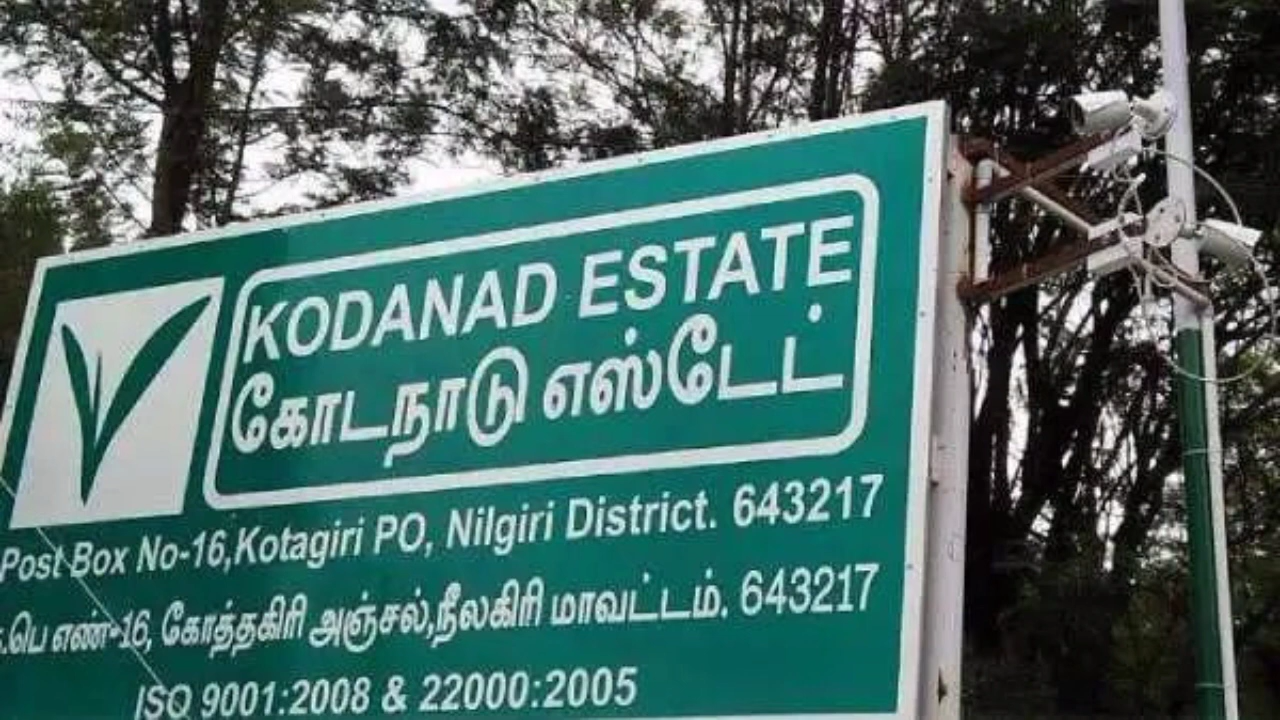 KODANAD ESTATE
கோடநாடு எஸ்டேட்
Post Box No-16,Kotagiri PO, Nilgiri District. 643217
எண்-16, கோத்தகிரி அஞ்சல்,நீலகிரி மாவட்டம். 643217
ISO 9001:2008 & 22000:2005